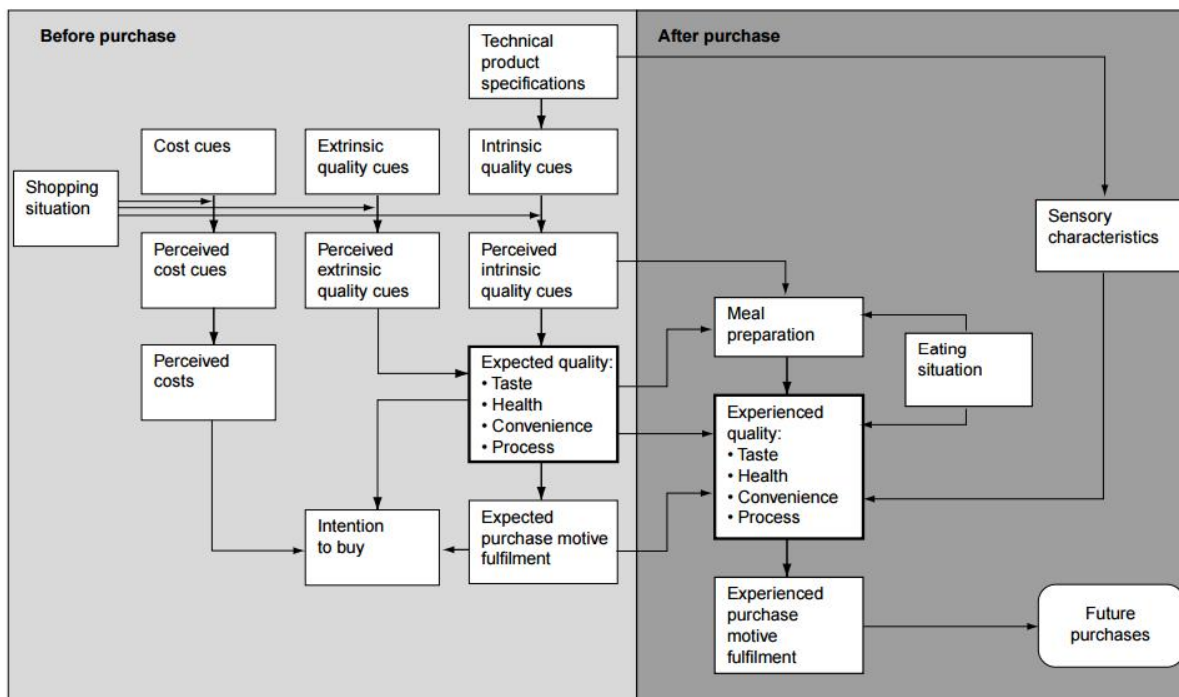 Before purchase
After purchase
Technical
product
specifications
Cost cues
Extrinsic
quality cues
Intrinsic
quality cues
Shopping
situation
Sensory
characteristics
Perceived
cost cues
Perceived
extrinsic
quality cues
Perceived
intrinsic
quality cues
Meal
preparation
Eating
situation
Perceived
costs
Expected quality:
• Taste
• Health
• Convenience
• Process
Experienced
quality:
• Taste
• Health
• Convenience
• Process
Intention
to buy
Expected
purchase motive
fulfilment
Experienced
purchase
motive
fulfilment
Future
purchases